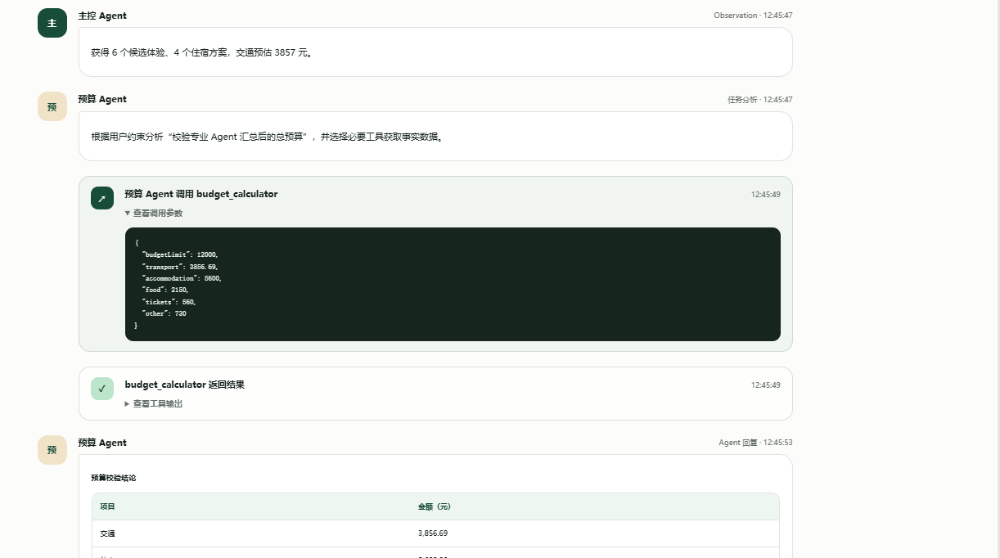 主
主控 Agent
Observation · 12:45:47
获得 6 个候选体验、4 个住宿方案，交通预估 3857 元。
预
预算 Agent
任务分析 · 12:45:47
根据用户约束分析“校验专业 Agent 汇总后的总预算”，并选择必要工具获取事实数据。
↗
预算 Agent 调用 budget_calculator
12:45:49
▼ 查看调用参数
{
"budgetLimit": 12000,
"transport": 3856.69,
"accommodation": 5600,
"food": 2150,
"tickets": 560,
"other": 730
}
✓
budget_calculator 返回结果
12:45:49
▶ 查看工具输出
预
预算 Agent
Agent 回复 · 12:45:53
预算校验结论
项目
金额（元）
交通
3,856.69